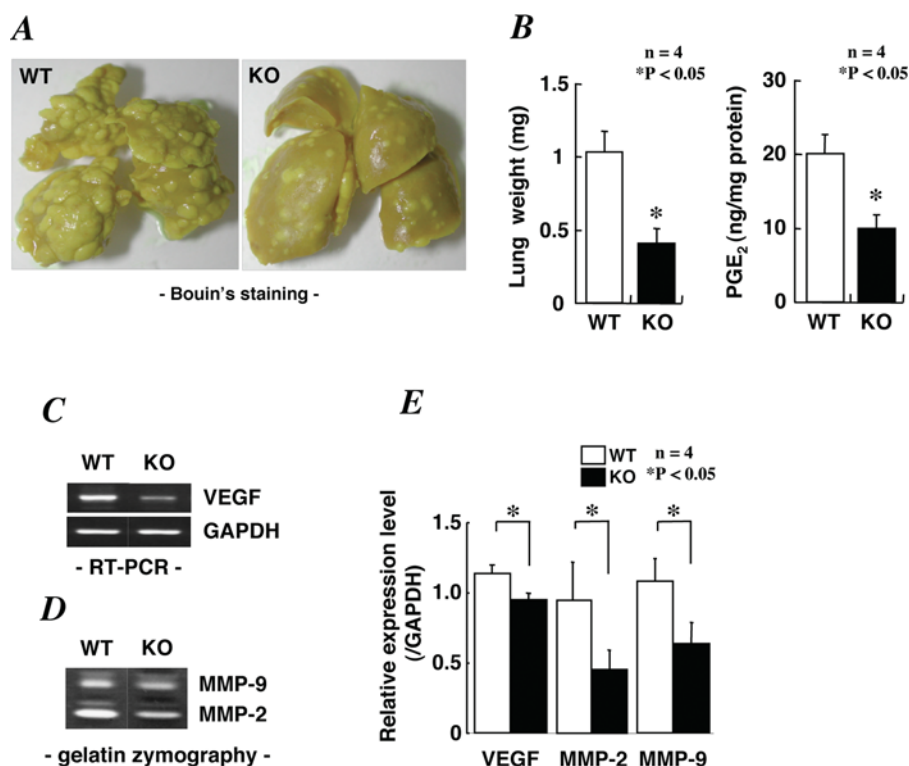 A
WT
KO
- Bouin's staining -
B
n = 4
*P < 0.05
Lung weight (mg)
1.5
1
0.5
0
*
WT KO
n = 4
*P < 0.05
PGE2 (ng/mg protein)
30
20
10
0
*
WT KO
C
WT KO
VEGF
GAPDH
- RT-PCR -
D
WT KO
MMP-9
MMP-2
- gelatin zymography -
E
WT
KO
n = 4
*P < 0.05
Relative expression level
(/GAPDH)
1.5
1.0
0.5
0
* * *
VEGF MMP-2 MMP-9